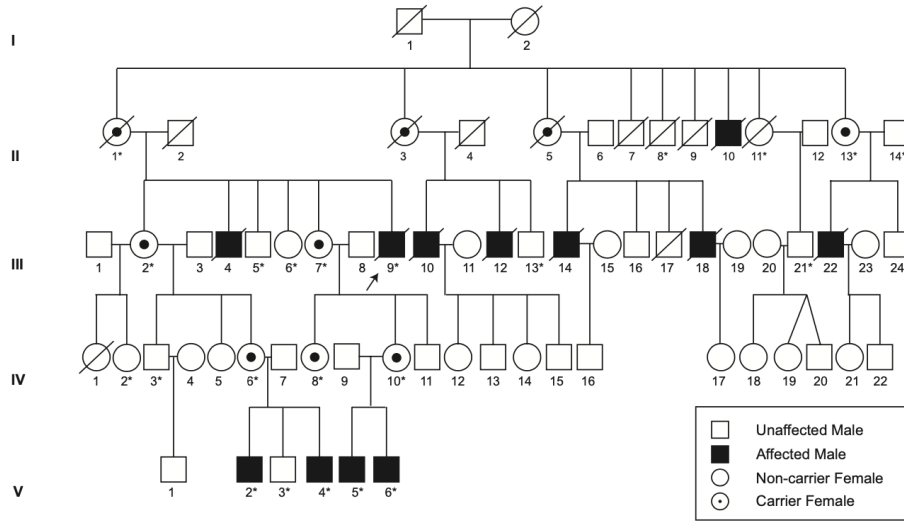 I
1 2
II
1* 2 3 4 5 6 7 8* 9 10 11* 12 13* 14*
III
1 2* 3 4 5* 6* 7* 8 9* 10 11 12 13* 14 15 16 17 18 19 20 21* 22 23 24
IV
1 2* 3* 4 5 6* 7 8* 9 10* 11 12 13 14 15 16 17 18 19 20 21 22
V
1 2* 3* 4* 5* 6*
Unaffected Male
Affected Male
Non-carrier Female
Carrier Female